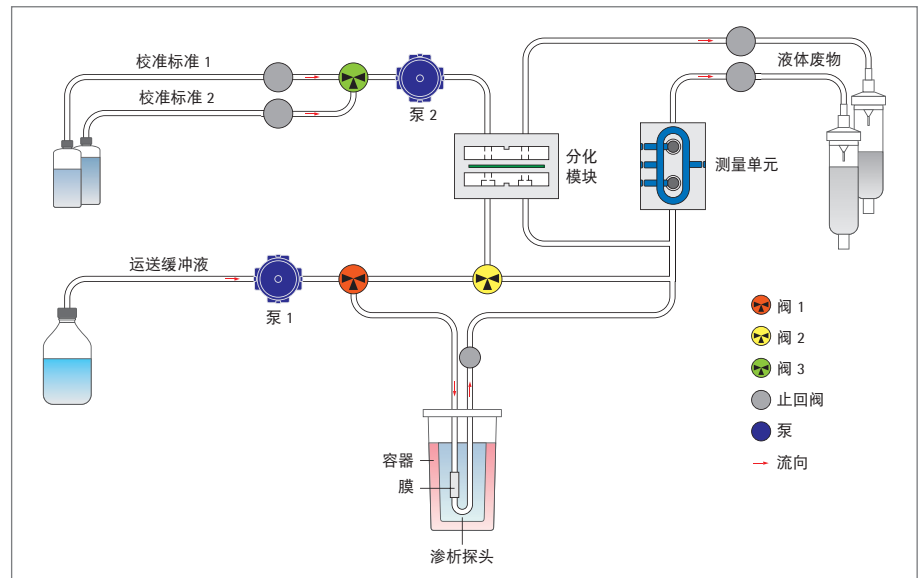 校准标准 1
校准标准 2
泵 2
液体废物
分化
模块
测量单元
运送缓冲液
泵 1
阀 1
阀 2
阀 3
止回阀
泵
流向
容器
膜
渗析探头